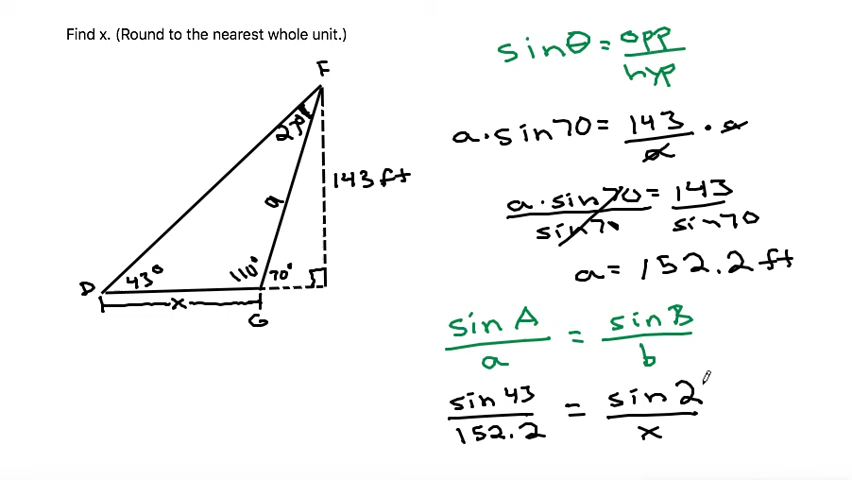 Find x. (Round to the nearest whole unit.)
F
27°
a
143 ft
D
43°
110°
70°
x
G
sinθ = opp/hyp
a · sin70 = 143/a · a
a · sin70/sin70 = 143/sin70
a = 152.2 ft
sin A/a = sin B/b
sin 43/152.2 = sin 2/x